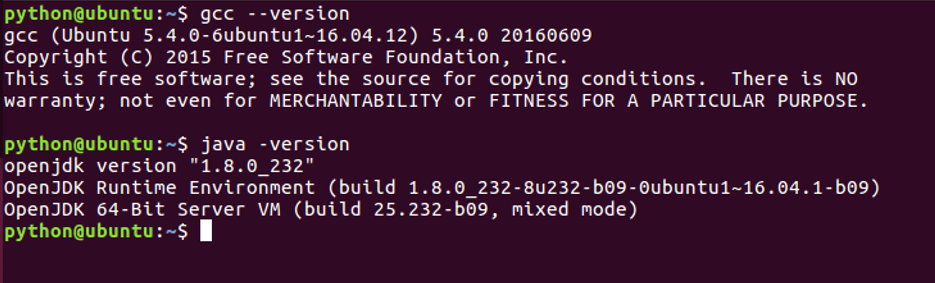 python@ubuntu:~$ gcc --version
gcc (Ubuntu 5.4.0-6ubuntu1~16.04.12) 5.4.0 20160609
Copyright (C) 2015 Free Software Foundation, Inc.
This is free software; see the source for copying conditions.  There is NO
warranty; not even for MERCHANTABILITY or FITNESS FOR A PARTICULAR PURPOSE.

python@ubuntu:~$ java -version
openjdk version "1.8.0_232"
OpenJDK Runtime Environment (build 1.8.0_232-8u232-b09-0ubuntu1~16.04.1-b09)
OpenJDK 64-Bit Server VM (build 25.232-b09, mixed mode)
python@ubuntu:~$